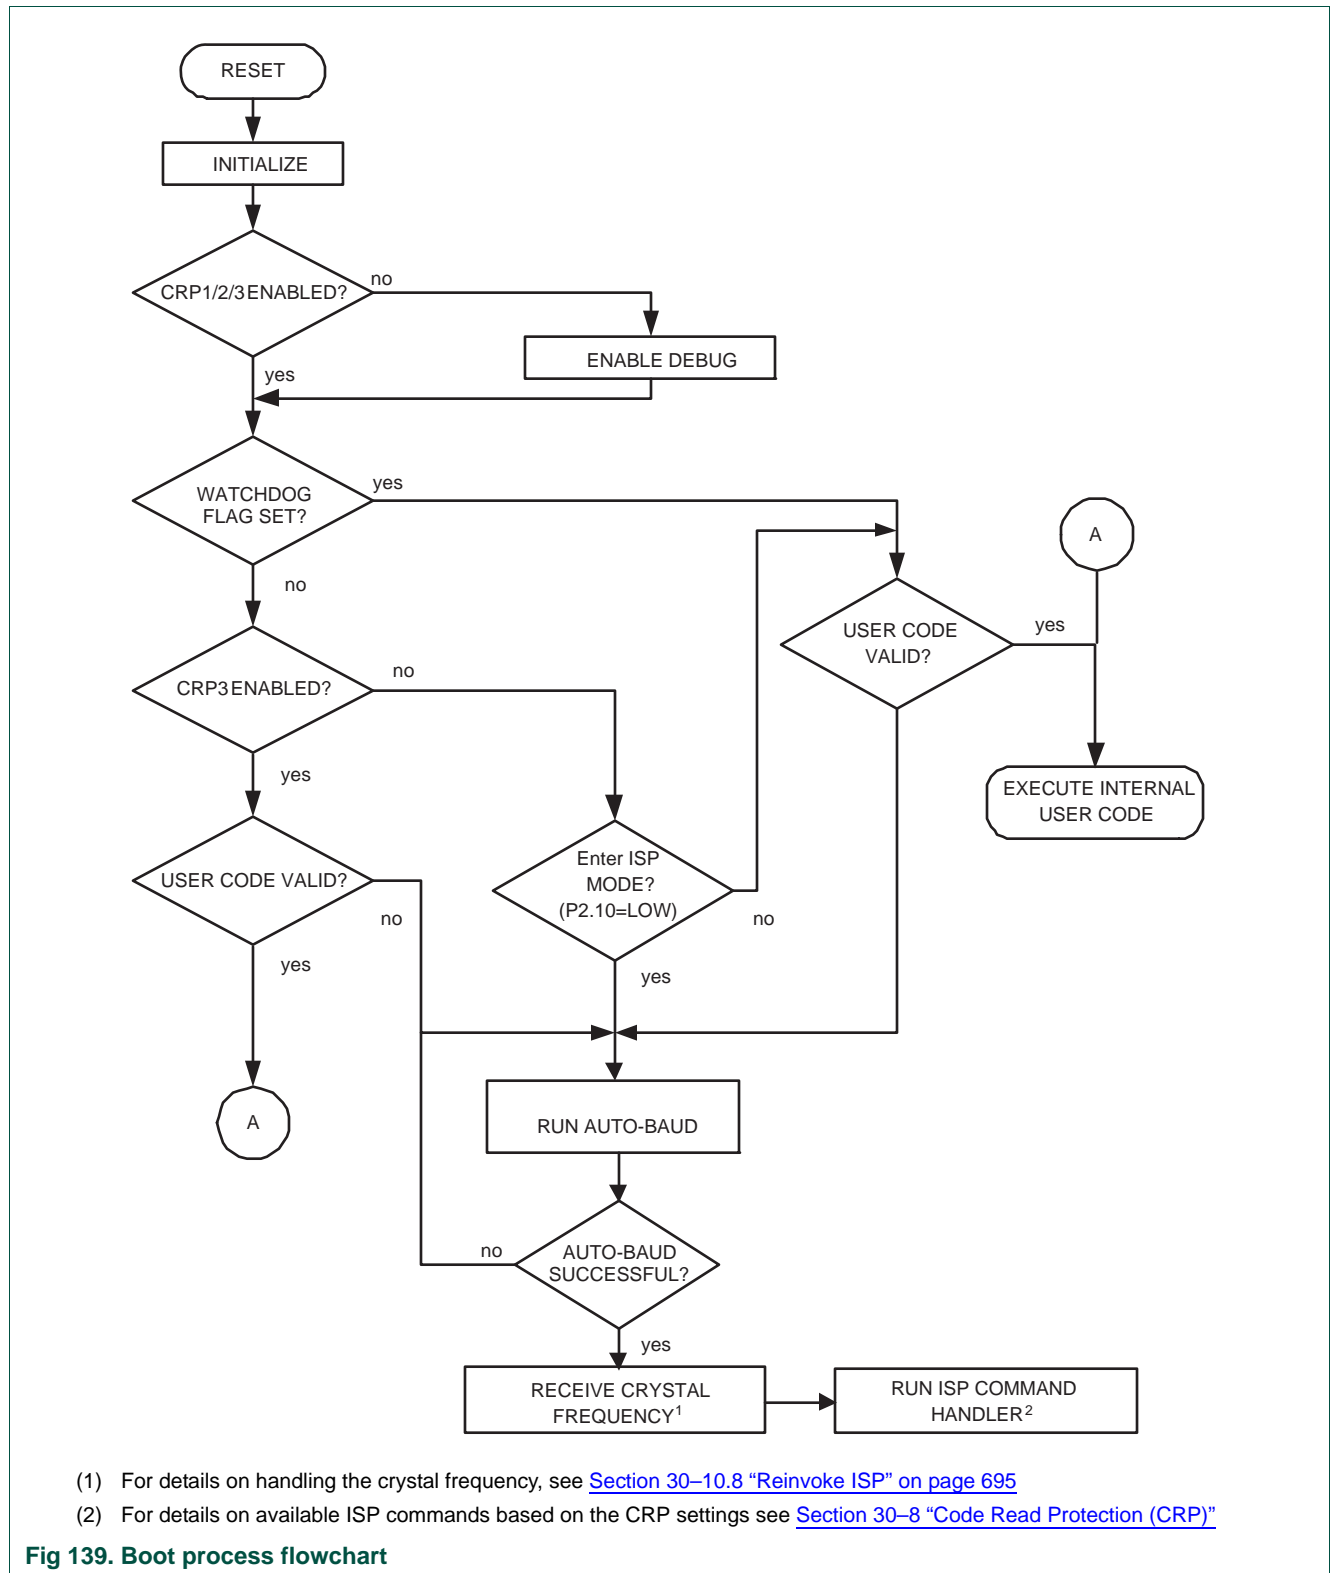 RESET
INITIALIZE
CRP1/2/3 ENABLED?
no
ENABLE DEBUG
yes
WATCHDOG
FLAG SET?
yes
A
no
USER CODE
VALID?
yes
CRP3 ENABLED?
no
yes
EXECUTE INTERNAL
USER CODE
Enter ISP
MODE?
(P2.10=LOW)
no
USER CODE VALID?
no
yes
yes
A
RUN AUTO-BAUD
no
AUTO-BAUD
SUCCESSFUL?
yes
RECEIVE CRYSTAL
FREQUENCY1
RUN ISP COMMAND
HANDLER2
(1) For details on handling the crystal frequency, see Section 30–10.8 “Reinvoke ISP” on page 695
(2) For details on available ISP commands based on the CRP settings see Section 30–8 “Code Read Protection (CRP)”
Fig 139. Boot process flowchart